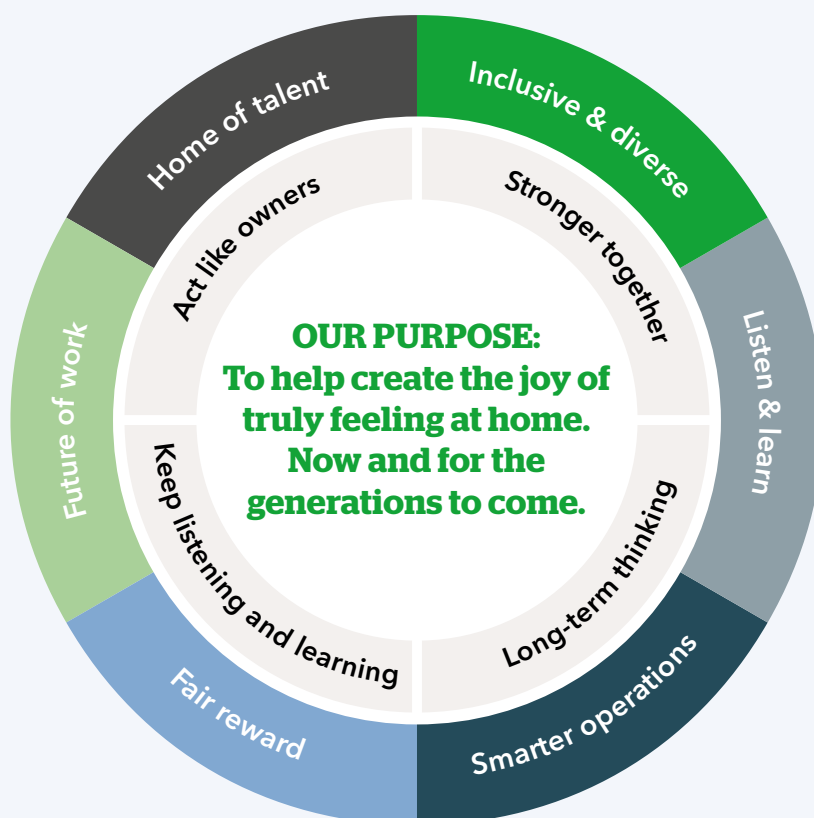 Home of talent
Inclusive & diverse
Listen & learn
Smarter operations
Fair reward
Future of work
Act like owners
Stronger together
Long-term thinking
Keep listening and learning
OUR PURPOSE:
To help create the joy of
truly feeling at home.
Now and for the
generations to come.